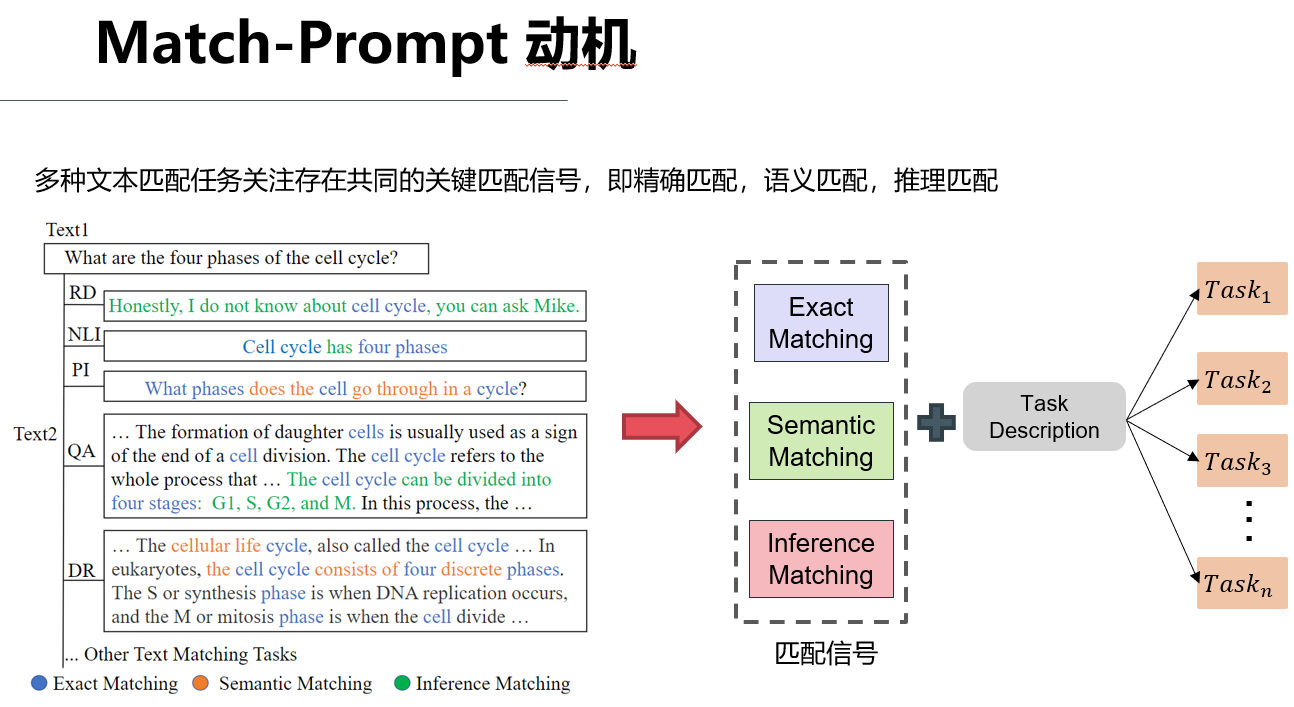 Match-Prompt 动机
多种文本匹配任务关注存在共同的关键匹配信号，即精确匹配，语义匹配，推理匹配
Text1
What are the four phases of the cell cycle?
RD
Honestly, I do not know about cell cycle, you can ask Mike.
NLI
Cell cycle has four phases
PI
What phases does the cell go through in a cycle?
Text2
QA
… The formation of daughter cells is usually used as a sign
of the end of a cell division. The cell cycle refers to the
whole process that … The cell cycle can be divided into
four stages: G1, S, G2, and M. In this process, the …
DR
… The cellular life cycle, also called the cell cycle … In
eukaryotes, the cell cycle consists of four discrete phases.
The S or synthesis phase is when DNA replication occurs,
and the M or mitosis phase is when the cell divide …
... Other Text Matching Tasks
Exact Matching
Semantic Matching
Inference Matching
Exact
Matching
Semantic
Matching
Inference
Matching
匹配信号
Task
Description
Task1
Task2
Task3
Taskn